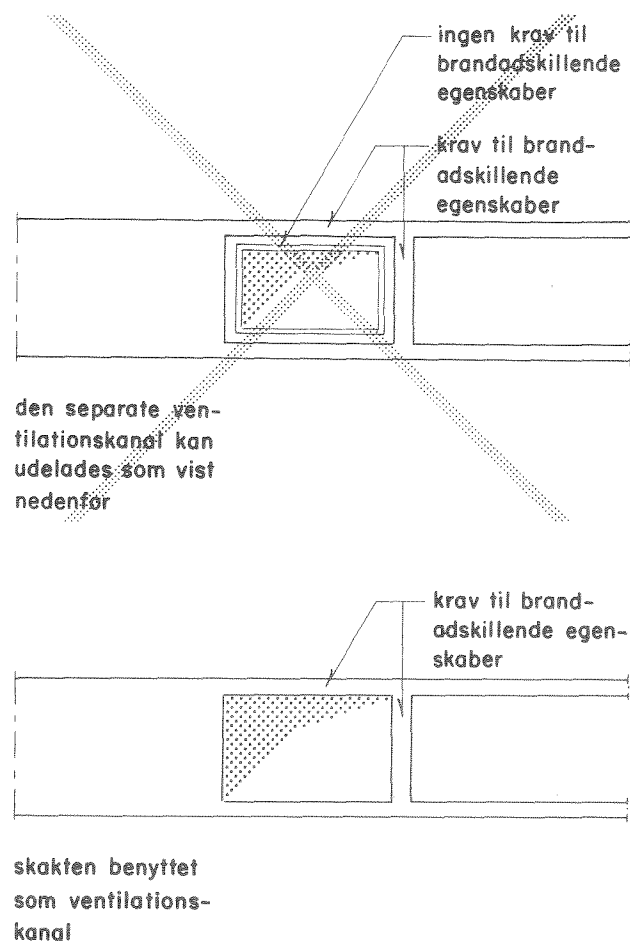 ingen krav til
brandadskillende
egenskaber
krav til brand-
adskillende
egenskaber
den separate ven-
tilationskanal kan
udelades som vist
nedenfor
krav til brand-
adskillende egen-
skaber
skakten benyttet
som ventilations-
kanal